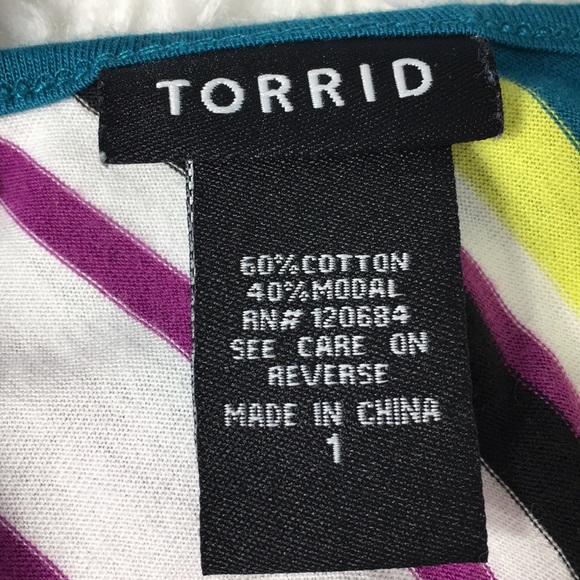 TORRID
60%COTTON
40%MODAL
RN# 120684
SEE CARE ON
REVERSE
MADE IN CHINA
1